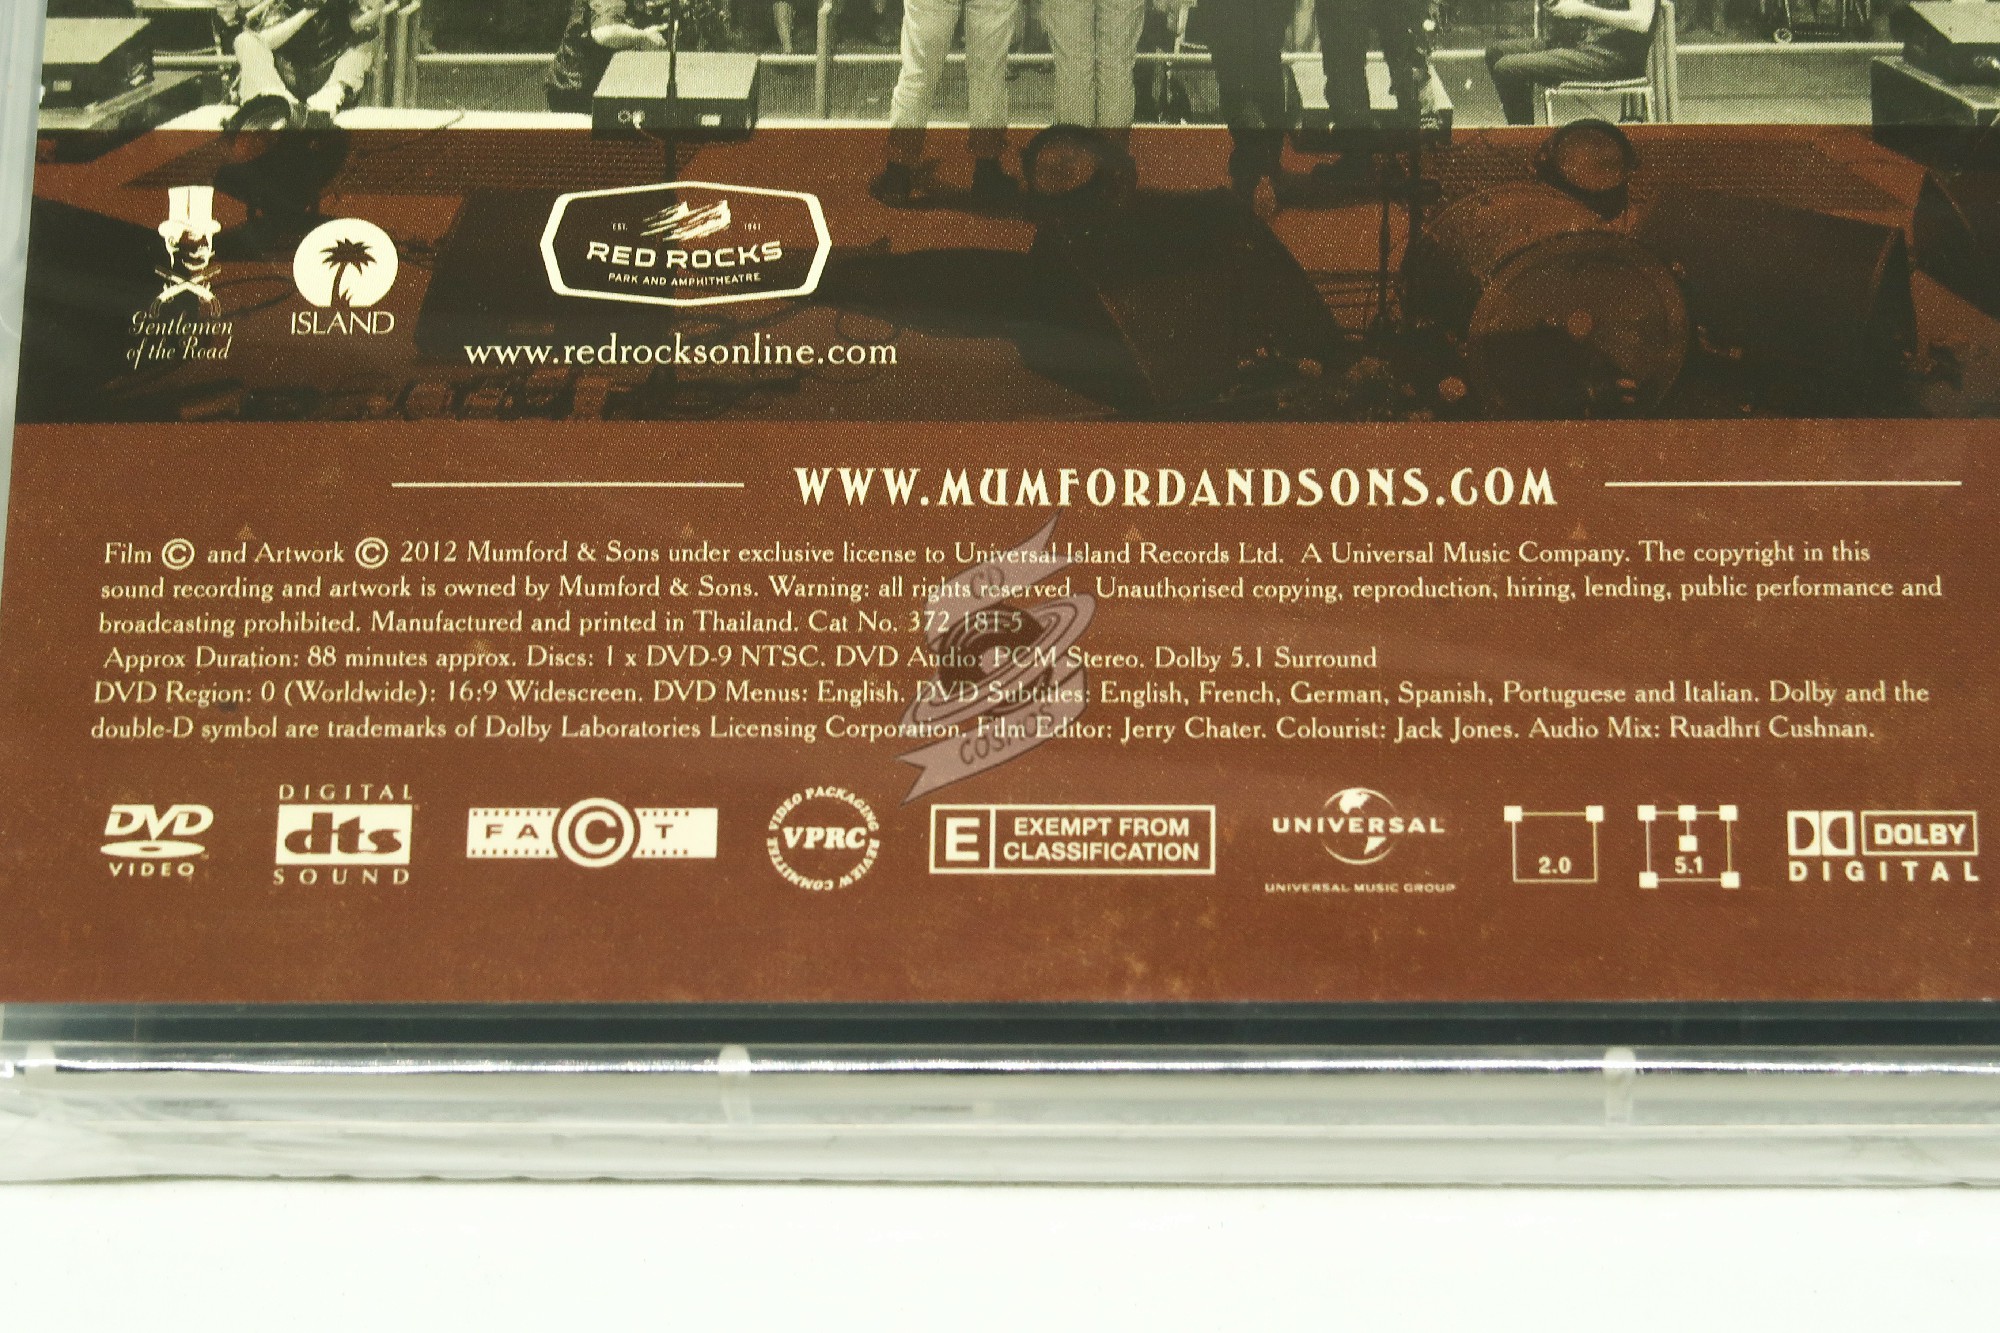 EST. 1941
RED ROCKS
PARK AND AMPHITHEATRE
Gentlemen
of the Road
ISLAND
www.redrocksonline.com
WWW.MUMFORDANDSONS.COM
Film © and Artwork © 2012 Mumford & Sons under exclusive license to Universal Island Records Ltd. A Universal Music Company. The copyright in this
sound recording and artwork is owned by Mumford & Sons. Warning: all rights reserved. Unauthorised copying, reproduction, hiring, lending, public performance and
broadcasting prohibited. Manufactured and printed in Thailand. Cat No. 372 181-5
Approx Duration: 88 minutes approx. Discs: 1 x DVD-9 NTSC. DVD Audio: PCM Stereo. Dolby 5.1 Surround
DVD Region: 0 (Worldwide): 16:9 Widescreen. DVD Menus: English. DVD Subtitles: English, French, German, Spanish, Portuguese and Italian. Dolby and the
double-D symbol are trademarks of Dolby Laboratories Licensing Corporation. Film Editor: Jerry Chater. Colourist: Jack Jones. Audio Mix: Ruadhrí Cushnan.
CD
COSMOS
DVD
VIDEO
DIGITAL
dts
SOUND
FACT
VIDEO PACKAGING REVIEW COMMITTEE
VPRC
E EXEMPT FROM
CLASSIFICATION
UNIVERSAL
UNIVERSAL MUSIC GROUP
2.0
5.1
DOLBY
DIGITAL